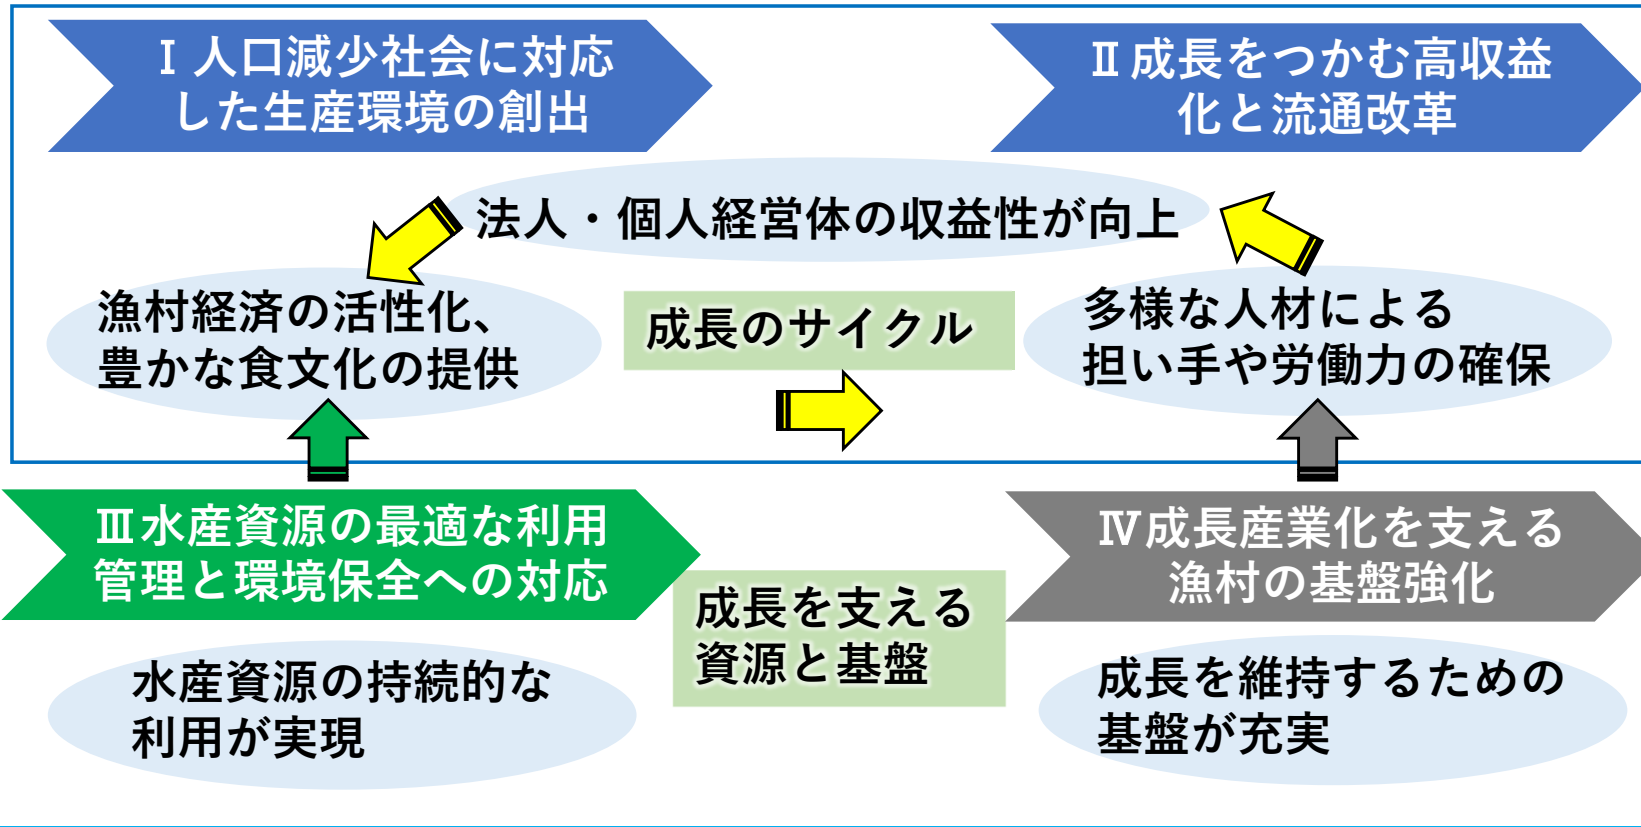 Ⅰ人口減少社会に対応
した生産環境の創出
Ⅱ成長をつかむ高収益
化と流通改革
法人・個人経営体の収益性が向上
漁村経済の活性化、
豊かな食文化の提供
成長のサイクル
多様な人材による
担い手や労働力の確保
Ⅲ水産資源の最適な利用
管理と環境保全への対応
Ⅳ成長産業化を支える
漁村の基盤強化
成長を支える
資源と基盤
水産資源の持続的な
利用が実現
成長を維持するための
基盤が充実